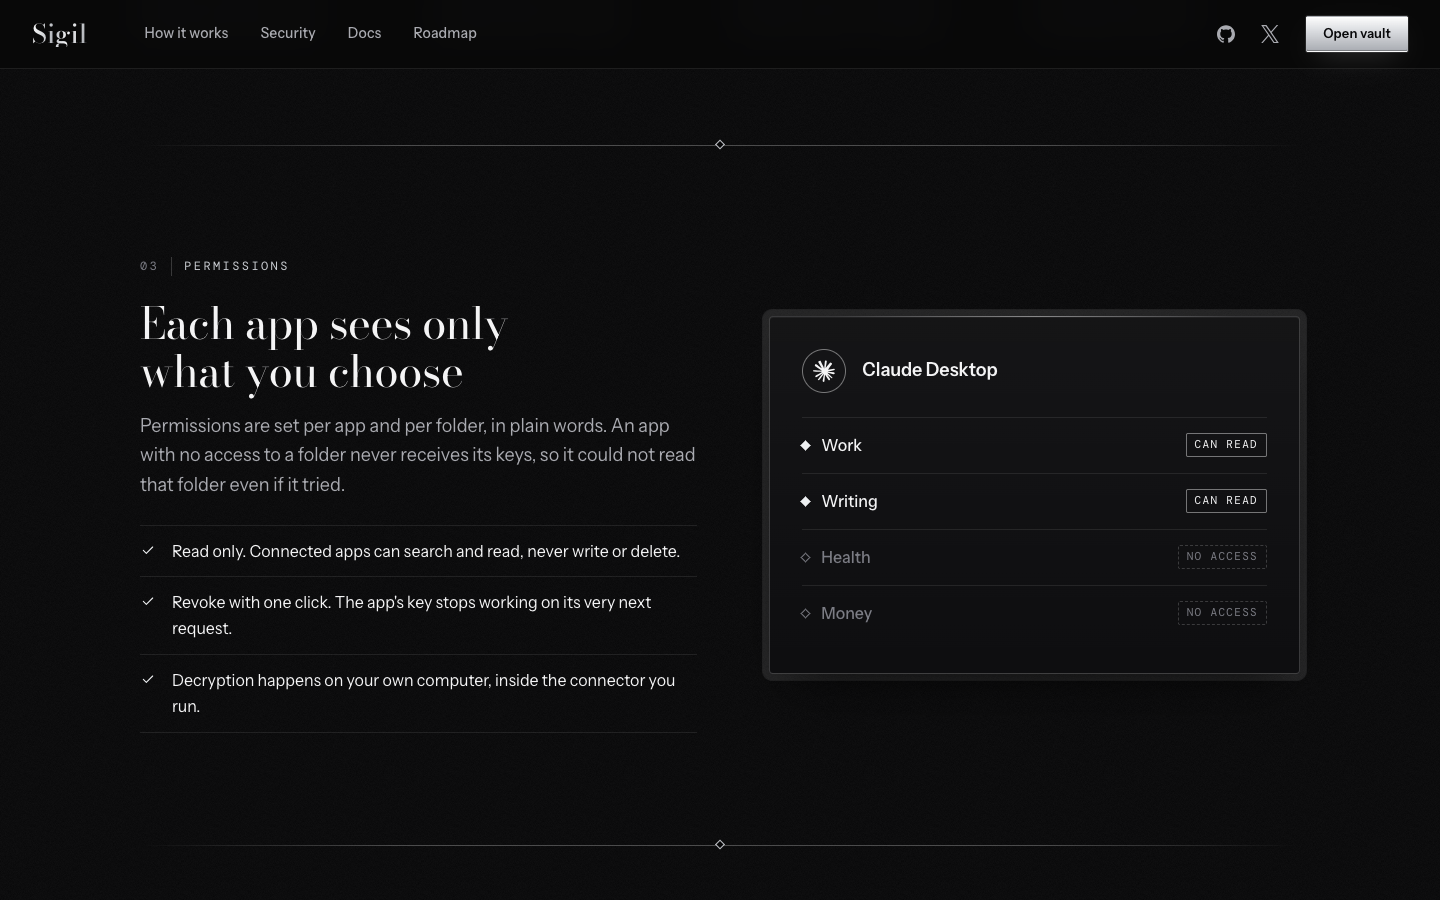 Sigil
How it works
Security
Docs
Roadmap
Open vault
03
PERMISSIONS
Each app sees only
what you choose
Permissions are set per app and per folder, in plain words. An app
with no access to a folder never receives its keys, so it could not read
that folder even if it tried.
Read only. Connected apps can search and read, never write or delete.
Revoke with one click. The app's key stops working on its very next
request.
Decryption happens on your own computer, inside the connector you
run.
Claude Desktop
Work
CAN READ
Writing
CAN READ
Health
NO ACCESS
Money
NO ACCESS